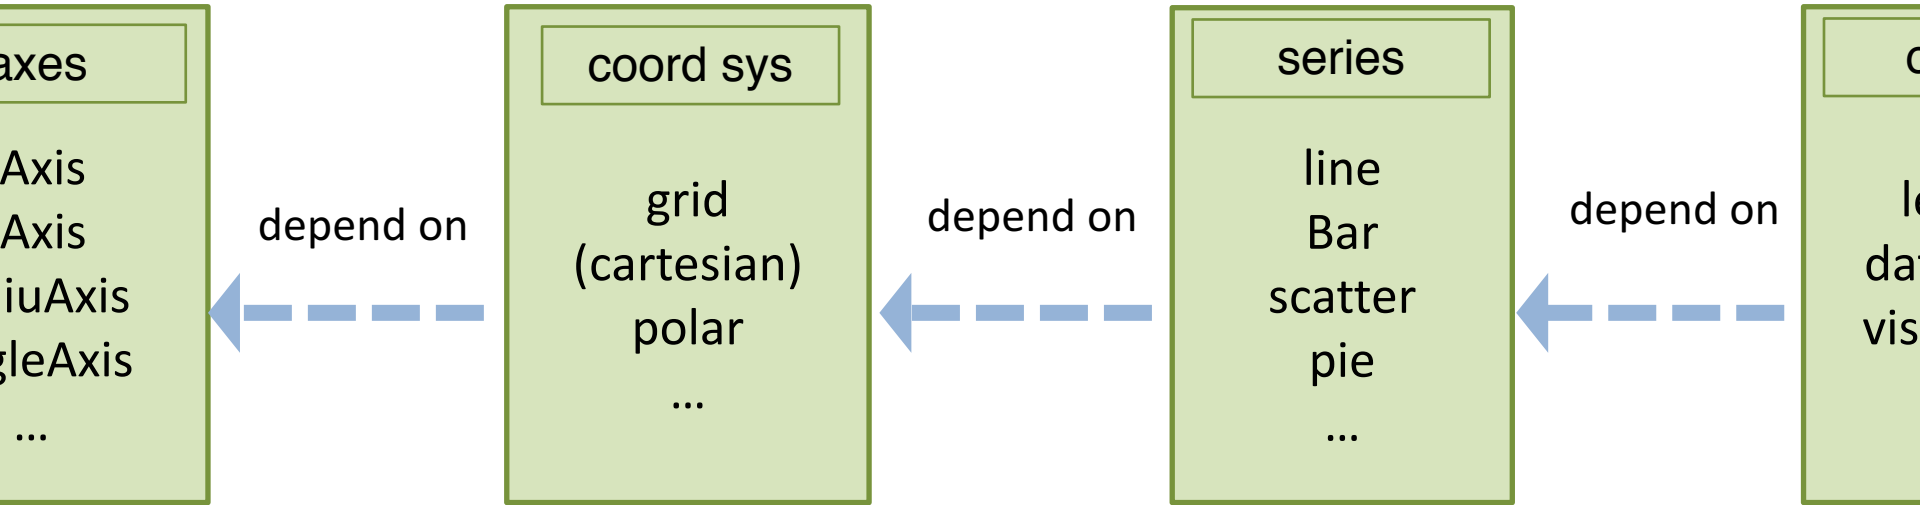 axes
Axis
Axis
iuAxis
gleAxis
...
depend on
coord sys
grid
(cartesian)
polar
...
depend on
series
line
Bar
scatter
pie
...
depend on